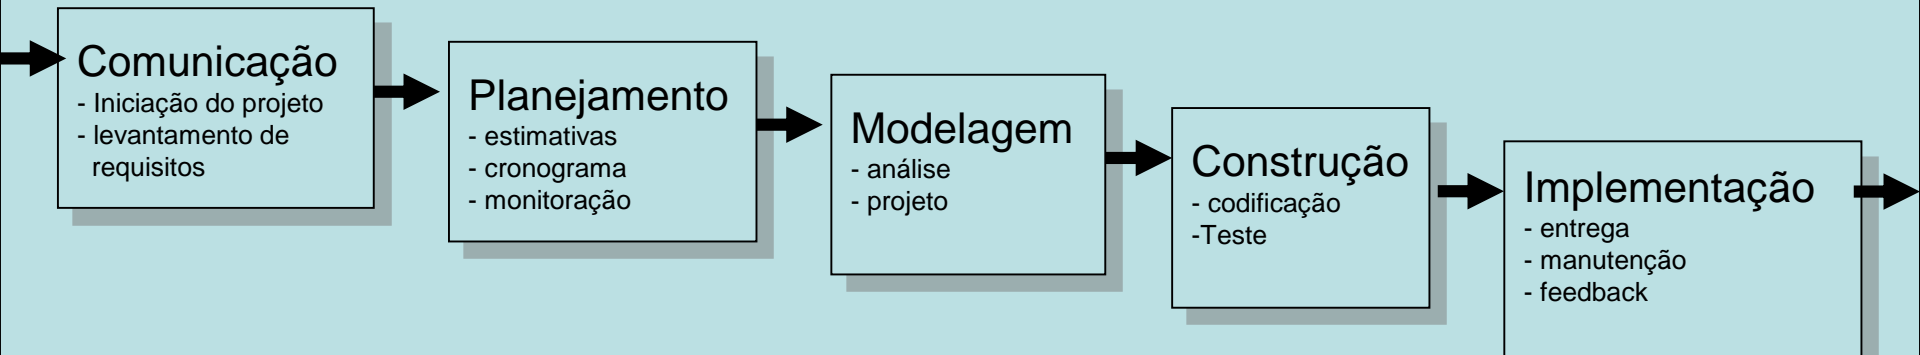 Comunicação
- Iniciação do projeto
- levantamento de
requisitos
Planejamento
- estimativas
- cronograma
- monitoração
Modelagem
- análise
- projeto
Construção
- codificação
-Teste
Implementação
- entrega
- manutenção
- feedback